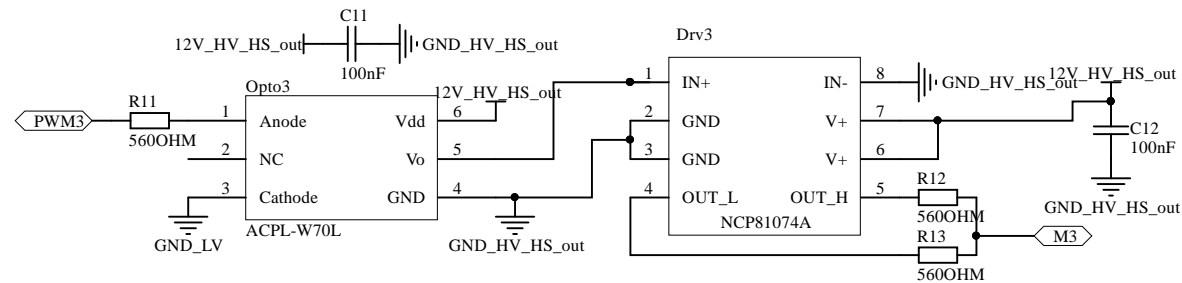 C11
12V_HV_HS_out
GND_HV_HS_out
100nF
Drv3
Opto3
12V_HV_HS_out
PWM3
R11
560OHM
1
Anode
Vdd
6
2
NC
Vo
5
3
Cathode
GND
4
ACPL-W70L
GND_LV
GND_HV_HS_out
1
IN+
IN-
8
GND_HV_HS_out
12V_HV_HS_out
2
GND
V+
7
3
GND
V+
6
C12
100nF
4
OUT_L
OUT_H
5
R12
560OHM
GND_HV_HS_out
NCP81074A
R13
560OHM
M3